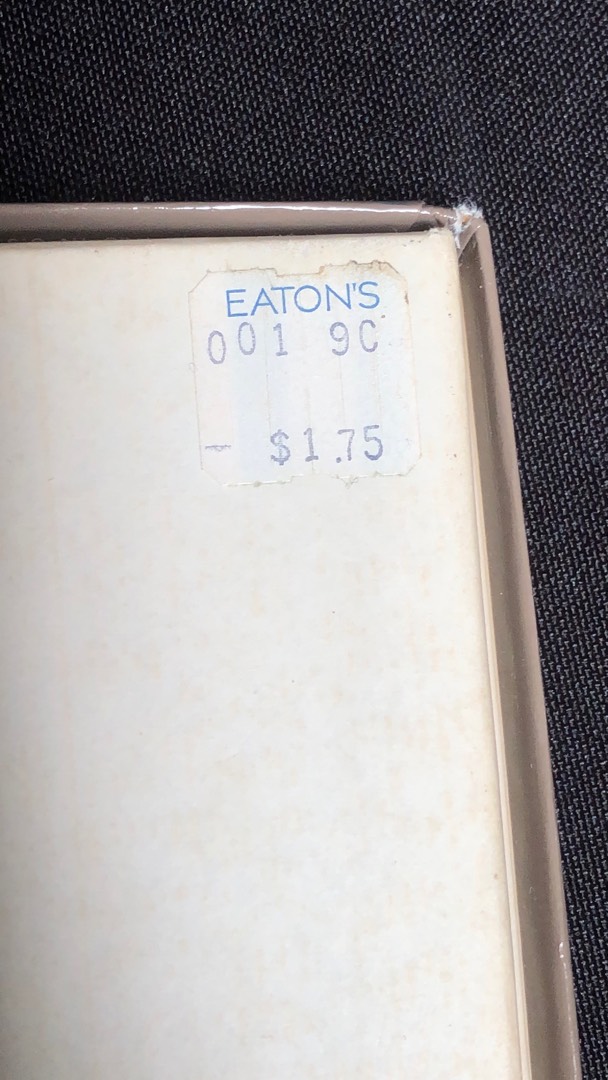 EATON'S
001 9C
- $1.75